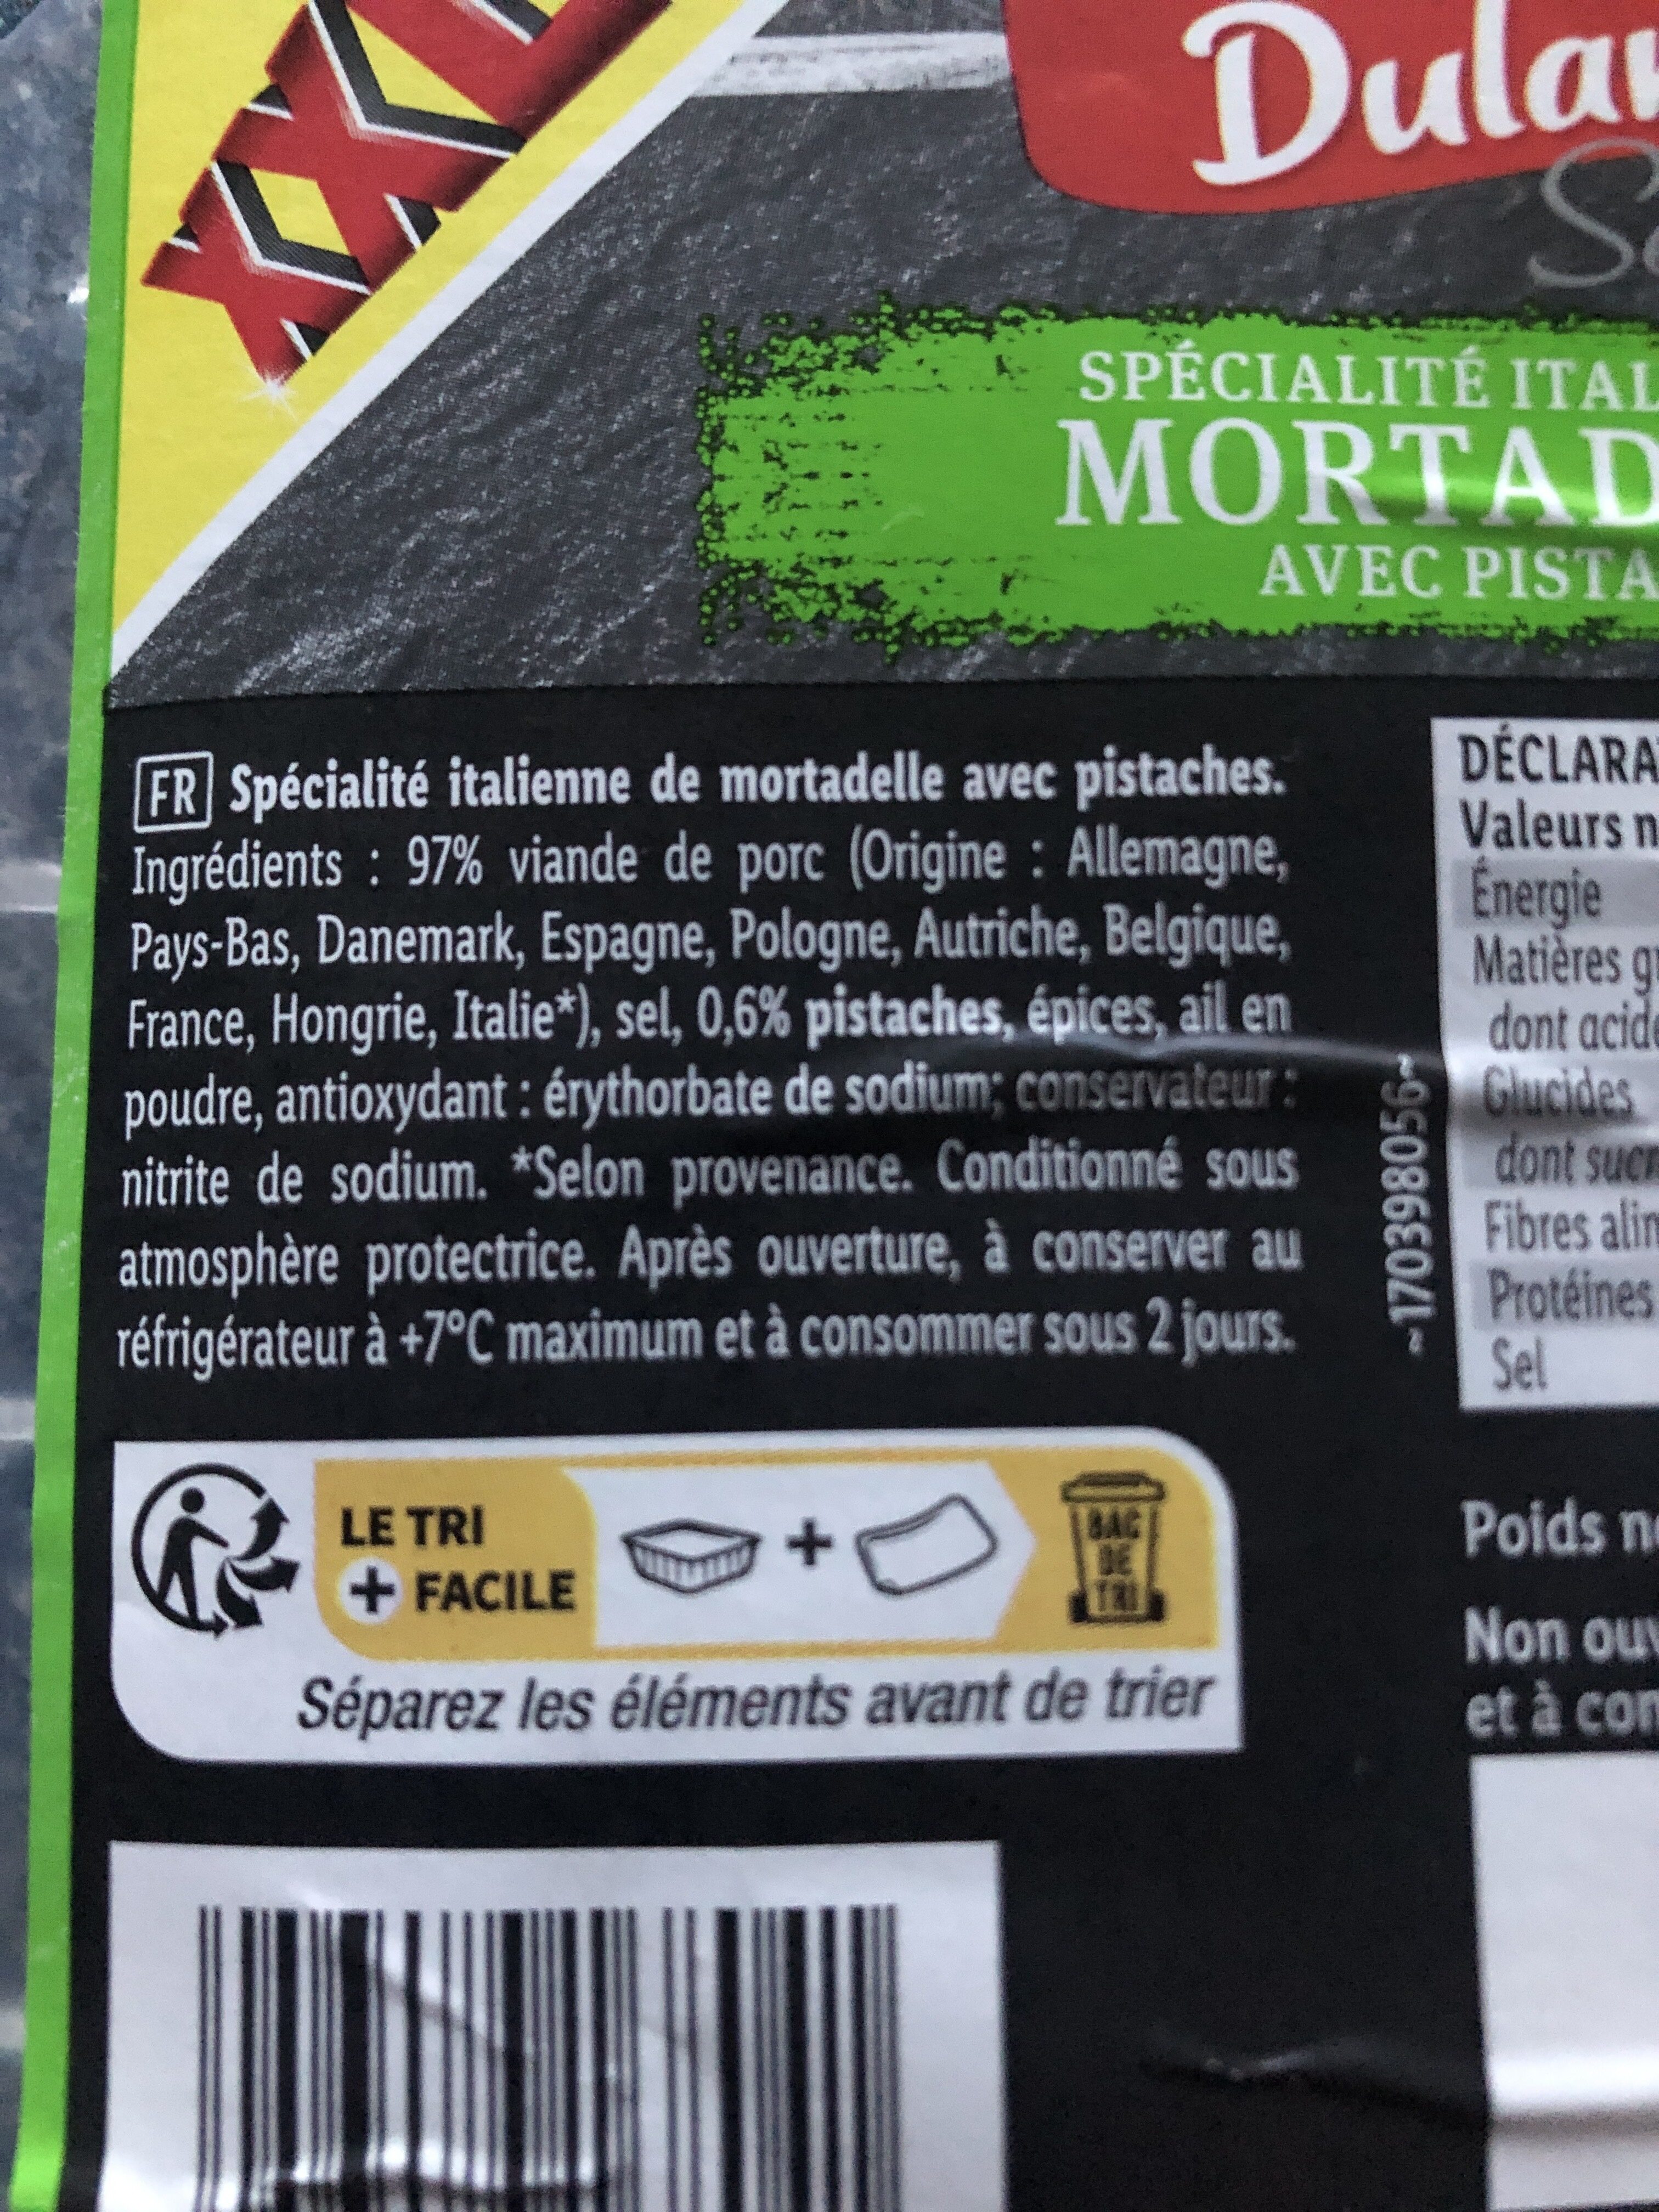 XXL
Dulan
SPÉCIALITÉ ITAL
MORTAD
AVEC PISTA
FR Spécialité italienne de mortadelle avec pistaches.
Ingrédients : 97% viande de porc (Origine : Allemagne,
Pays-Bas, Danemark, Espagne, Pologne, Autriche, Belgique,
France, Hongrie, Italie*), sel, 0,6% pistaches, épices, ail en
poudre, antioxydant : érythorbate de sodium; conservateur :
nitrite de sodium. *Selon provenance. Conditionné sous
atmosphère protectrice. Après ouverture, à conserver au
réfrigérateur à +7°C maximum et à consommer sous 2 jours.
~170398056~
DÉCLARA
Valeurs n
Énergie
Matières g
dont acid
Glucides
dont suc
Fibres alim
Protéines
Sel
LE TRI
+ FACILE
+
BAC
DE
TRI
Séparez les éléments avant de trier
Poids n
Non ouv
et à con